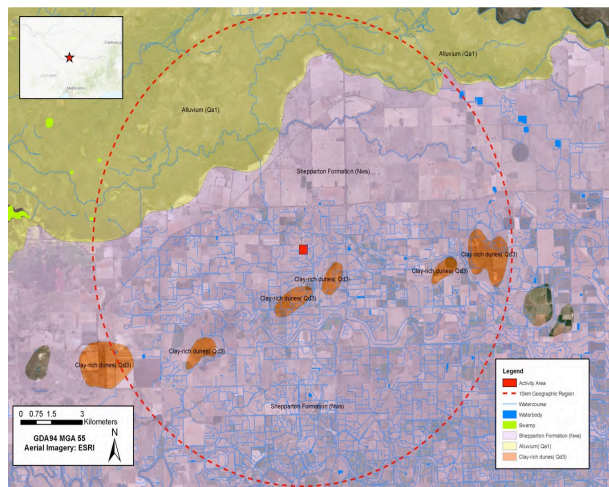 Canberra
Melbourne
Alluvium (Qa1)
Alluvium (Qa1)
Shepparton Formation (Nws)
Clay-rich dunes( Qd3)
Clay-rich dunes( Qd3)
Clay-rich dunes( Qd3)
Clay-rich dunes( Qd3)
Clay-rich dunes( Qd3)
Clay-rich dunes( Qd3)
Shepparton Formation (Nws)
0 0.75 1.5 3
Kilometers
GDA94 MGA 55
Aerial Imagery: ESRI
N
Legend
Activity Area
10km Geographic Region
Watercourse
Waterbody
Swamp
Shepparton Formation (Nws)
Alluvium( Qa1)
Clay-rich dunes( Qd3)